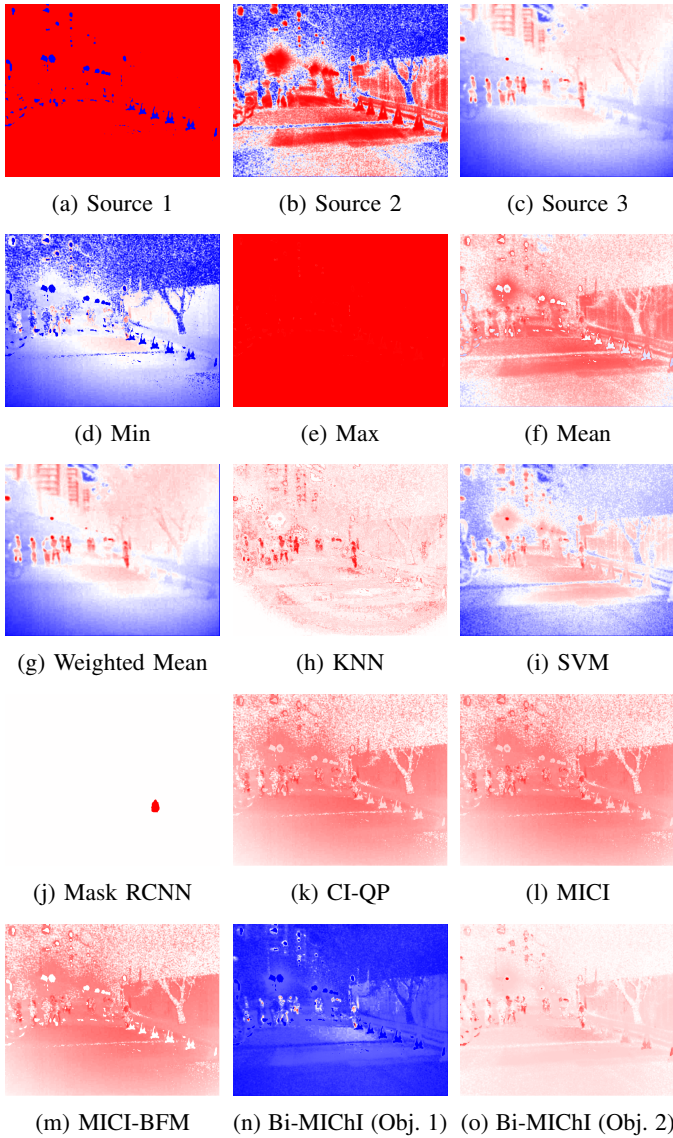 (a) Source 1
(b) Source 2
(c) Source 3
(d) Min
(e) Max
(f) Mean
(g) Weighted Mean
(h) KNN
(i) SVM
(j) Mask RCNN
(k) CI-QP
(l) MICI
(m) MICI-BFM
(n) Bi-MIChI (Obj. 1)
(o) Bi-MIChI (Obj. 2)